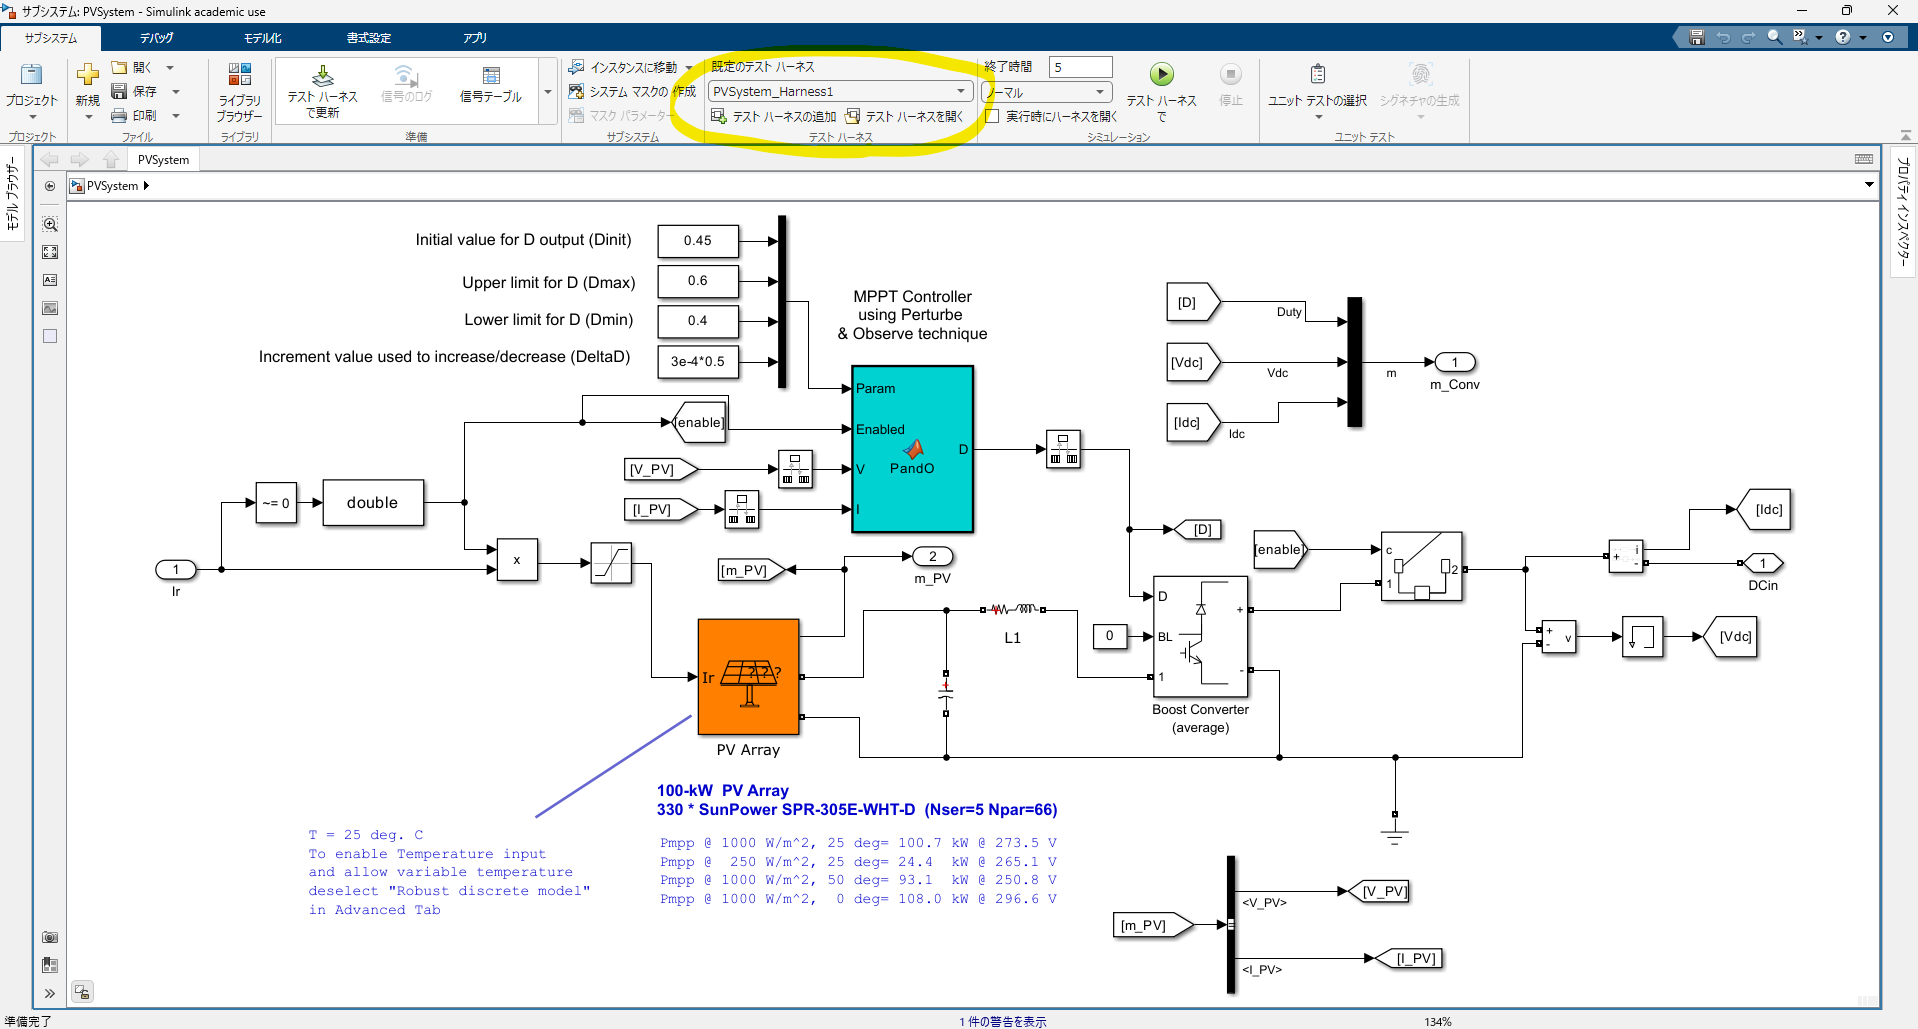 サブシステム: PVSystem - Simulink academic use
サブシステム
デバッグ
モデル化
書式設定
アプリ
プロジェクト
プロジェクト
新規
開く
保存
印刷
ファイル
ライブラリ
ブラウザー
ライブラリ
テスト ハーネス
で更新
信号のログ
信号テーブル
準備
インスタンスに移動
システム マスクの 作成
マスク パラメーター
サブシステム
既定のテスト ハーネス
PVSystem_Harness1
テスト ハーネスの追加
テスト ハーネスを開く
テスト ハーネス
終了時間
5
ノーマル
実行時にハーネスを開く
テスト ハーネス
で
停止
シミュレーション
ユニット テストの選択
シグネチャの生成
ユニット テスト
モデル ブラウザー
プロパティ インスペクター
PVSystem
PVSystem
Initial value for D output (Dinit)
0.45
Upper limit for D (Dmax)
0.6
Lower limit for D (Dmin)
0.4
Increment value used to increase/decrease (DeltaD)
3e-4*0.5
MPPT Controller
using Perturbe
& Observe technique
Param
Enabled
V
I
D
PandO
[enable]
[V_PV]
[I_PV]
~= 0
double
x
1
Ir
[m_PV]
2
m_PV
[D]
Duty
[Vdc]
Vdc
[Idc]
Idc
m
1
m_Conv
[D]
[enable]
c
1
2
[Idc]
i
+
-
1
DCin
+
-
v
[Vdc]
Ir
? ? ?
PV Array
L1
+
0
D
BL
1
+
-
Boost Converter
(average)
100-kW  PV Array
330 * SunPower SPR-305E-WHT-D  (Nser=5 Npar=66)
Pmpp @ 1000 W/m^2, 25 deg= 100.7 kW @ 273.5 V
Pmpp @  250 W/m^2, 25 deg= 24.4  kW @ 265.1 V
Pmpp @ 1000 W/m^2, 50 deg= 93.1  kW @ 250.8 V
Pmpp @ 1000 W/m^2,  0 deg= 108.0 kW @ 296.6 V
T = 25 deg. C
To enable Temperature input
and allow variable temperature
deselect "Robust discrete model"
in Advanced Tab
[m_PV]
<V_PV>
[V_PV]
<I_PV>
[I_PV]
準備完了
1 件の警告を表示
134%